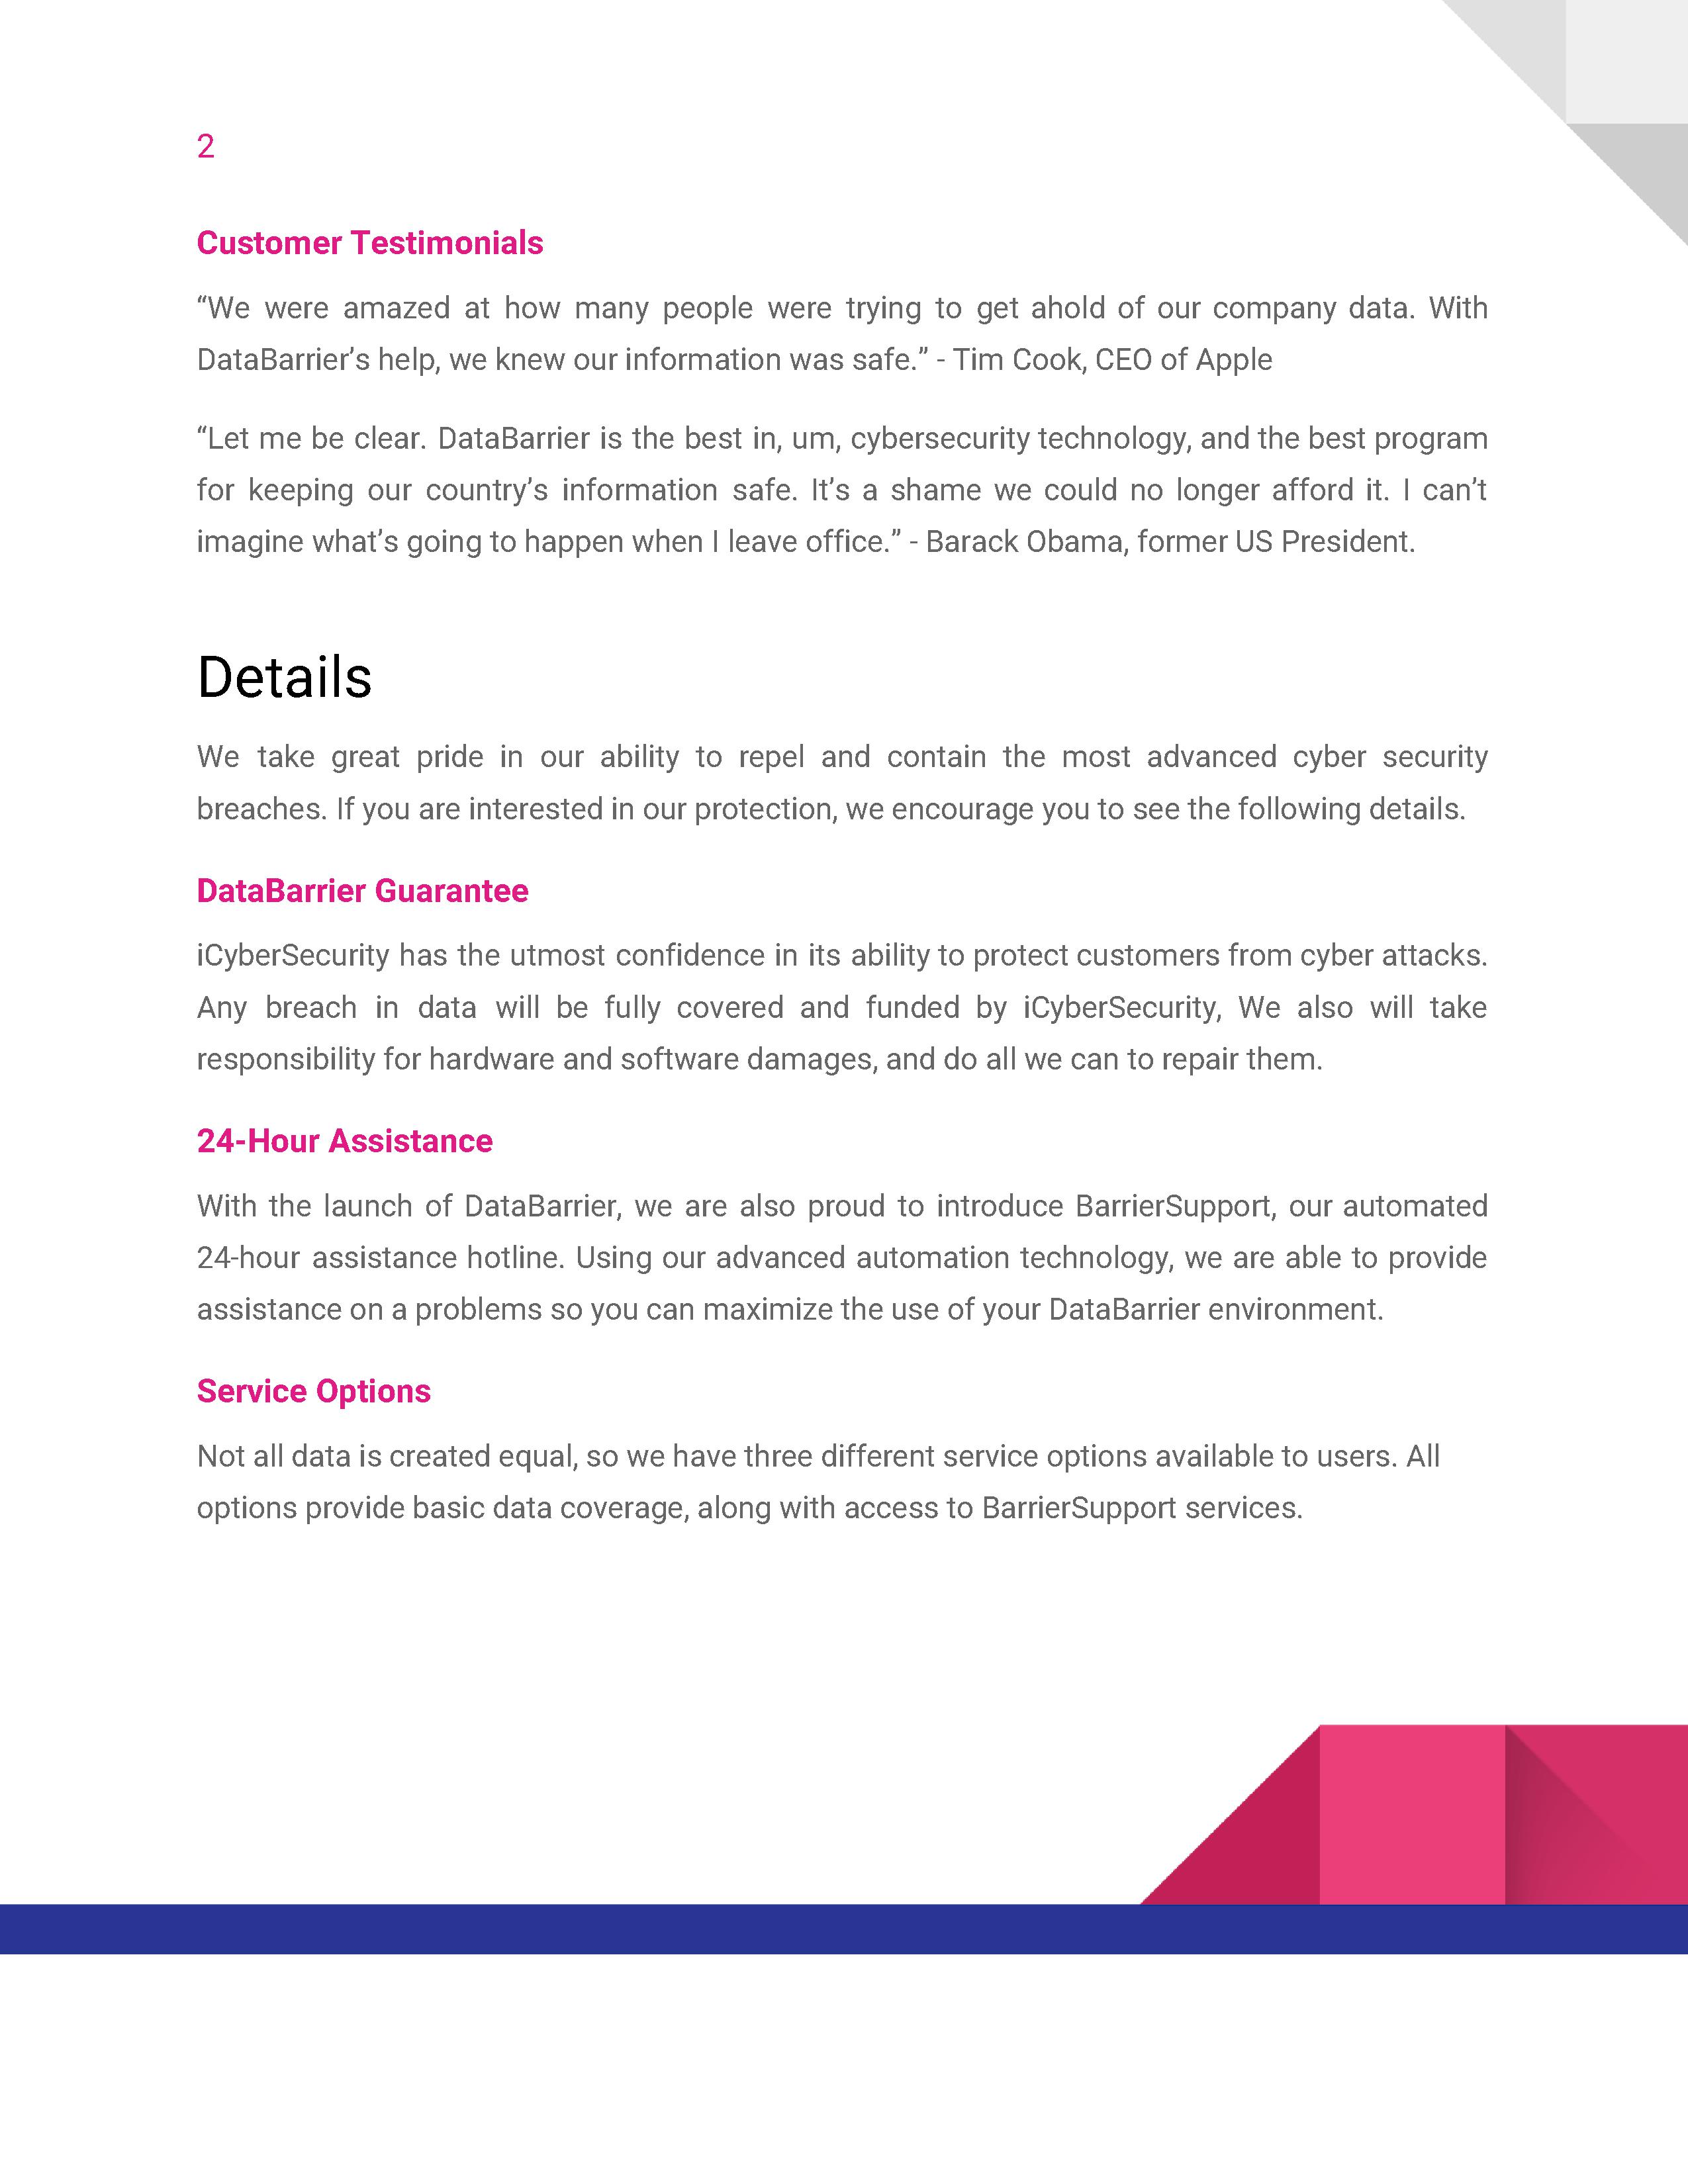 2
Customer Testimonials
“We were amazed at how many people were trying to get ahold of our company data. With
DataBarrier’s help, we knew our information was safe.” - Tim Cook, CEO of Apple
“Let me be clear. DataBarrier is the best in, um, cybersecurity technology, and the best program
for keeping our country’s information safe. It’s a shame we could no longer afford it. I can’t
imagine what’s going to happen when I leave office.” - Barack Obama, former US President.
Details
We take great pride in our ability to repel and contain the most advanced cyber security
breaches. If you are interested in our protection, we encourage you to see the following details.
DataBarrier Guarantee
iCyberSecurity has the utmost confidence in its ability to protect customers from cyber attacks.
Any breach in data will be fully covered and funded by iCyberSecurity, We also will take
responsibility for hardware and software damages, and do all we can to repair them.
24-Hour Assistance
With the launch of DataBarrier, we are also proud to introduce BarrierSupport, our automated
24-hour assistance hotline. Using our advanced automation technology, we are able to provide
assistance on a problems so you can maximize the use of your DataBarrier environment.
Service Options
Not all data is created equal, so we have three different service options available to users. All
options provide basic data coverage, along with access to BarrierSupport services.